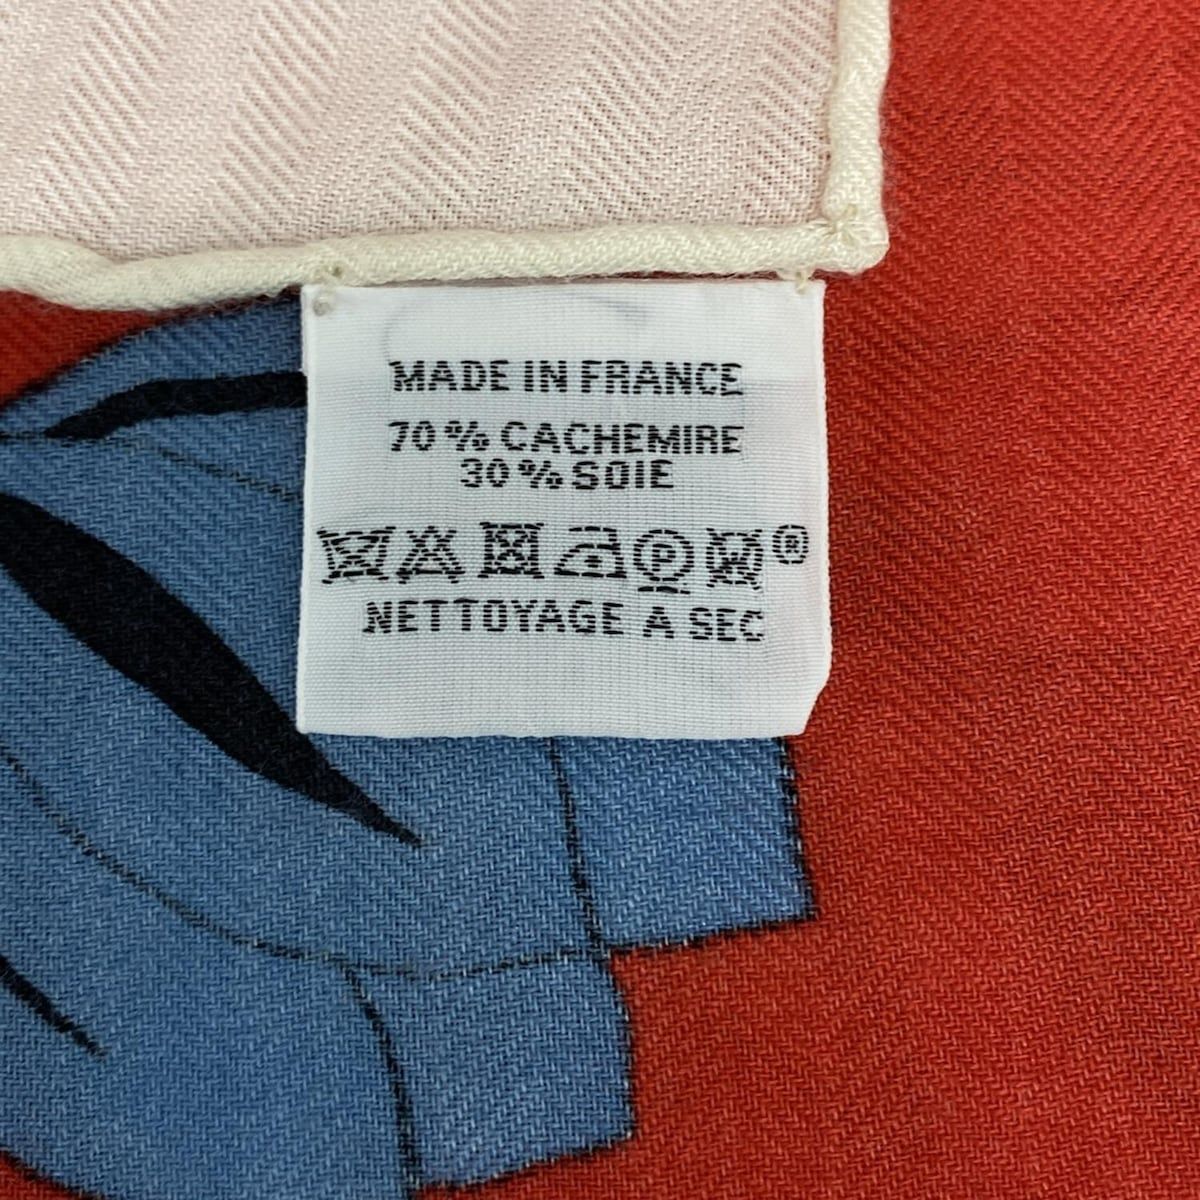 MADE IN FRANCE
70% CACHEMIRE
30% SOIE
P W ®
NETTOYAGE A SEC